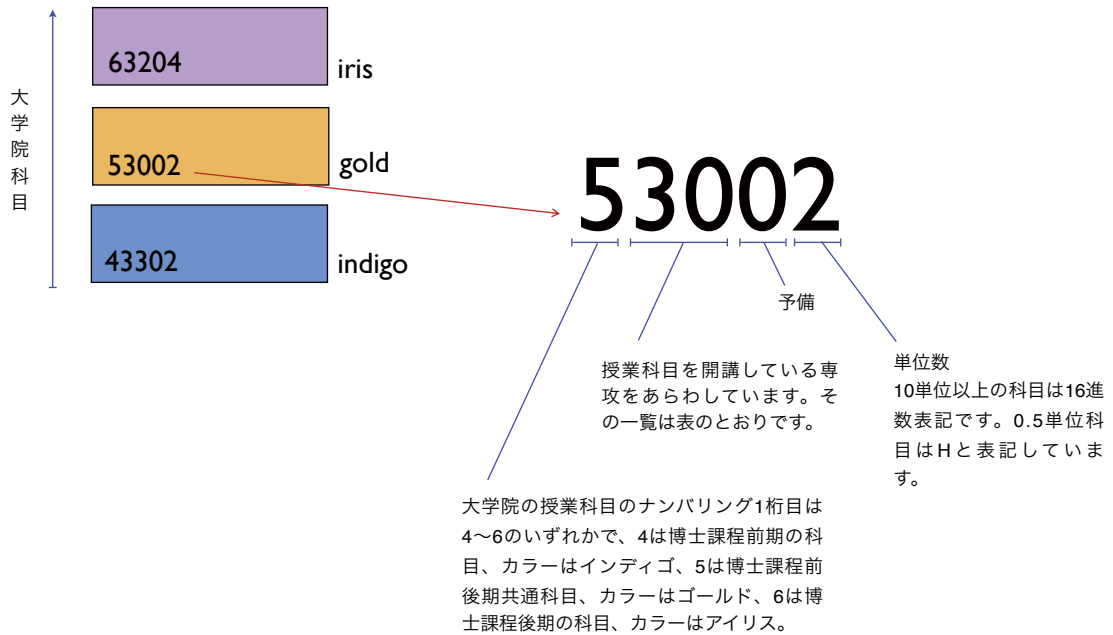 大学院科目
63204
iris
53002
gold
43302
indigo
53002
予備
授業科目を開講している専
攻をあらわしています。そ
の一覧は表のとおりです。
単位数
10単位以上の科目は16進
数表記です。0.5単位科
目はHと表記していま
す。
大学院の授業科目のナンバリング1桁目は
4〜6のいずれかで、4は博士課程前期の科
目、カラーはインディゴ、5は博士課程前
後期共通科目、カラーはゴールド、6は博
士課程後期の科目、カラーはアイリス。